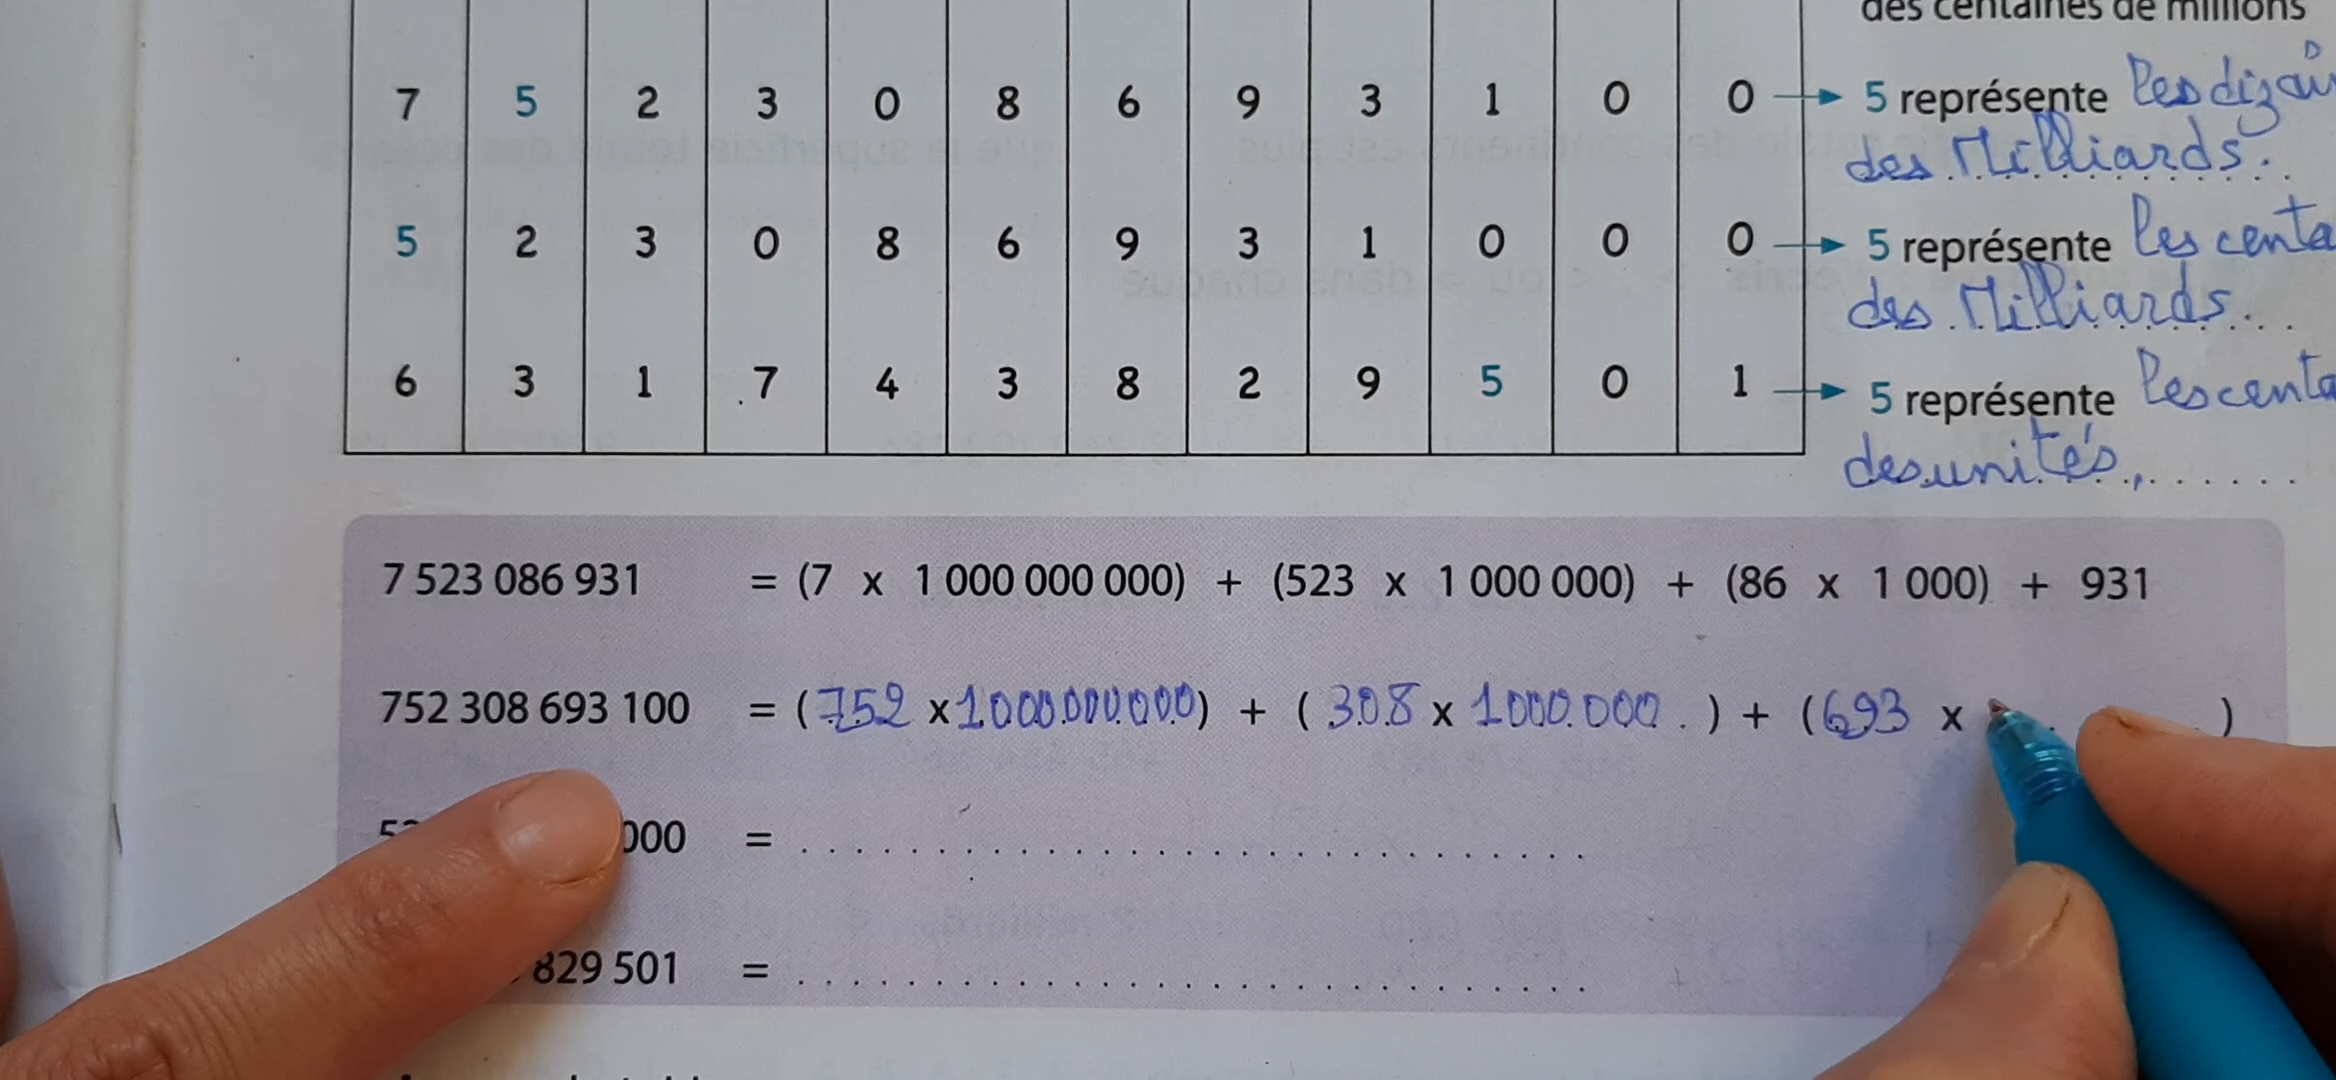 des centaines de millions
7 5 2 3 0 8 6 9 3 1 0 0 5 représente les dizai
des Milliards.
5 2 3 0 8 6 9 3 1 0 0 0 5 représente les centa
des Milliards
6 3 1 7 4 3 8 2 9 5 0 1 5 représente les centa
des unités,
7 523 086 931 = (7 x 1 000 000 000) + (523 x 1 000 000) + (86 x 1 000) + 931
752 308 693 100 = (752 x 1000.000.000) + (308 x 1000.000.) + (693 x )
000 =
829 501 =